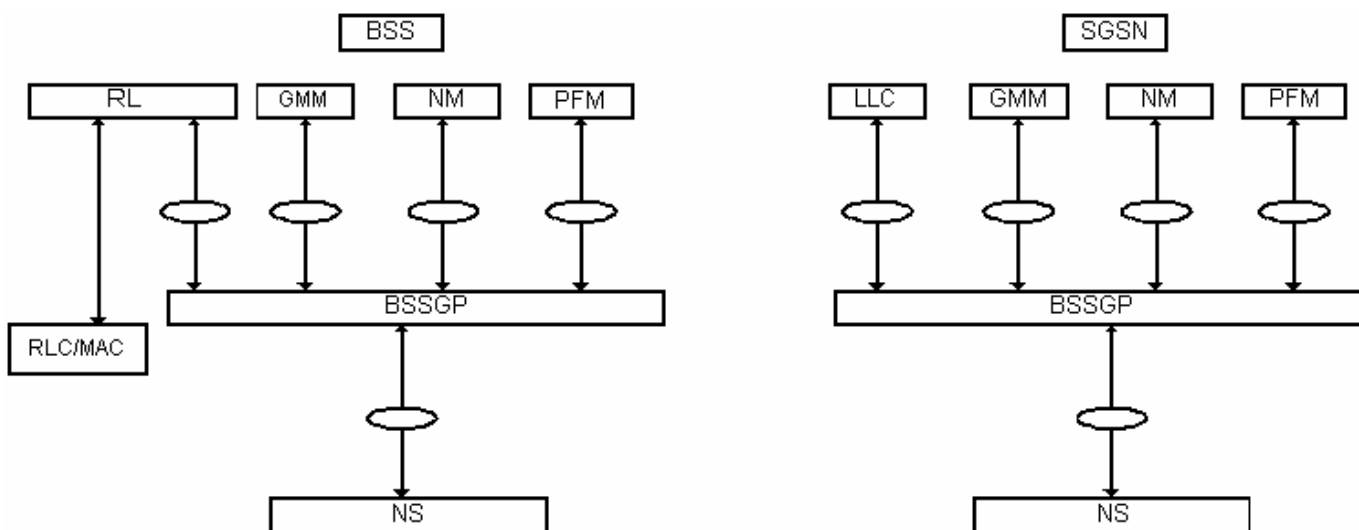 BSS
SGSN
RL
GMM
NM
PFM
LLC
GMM
NM
PFM
BSSGP
BSSGP
RLC/MAC
NS
NS